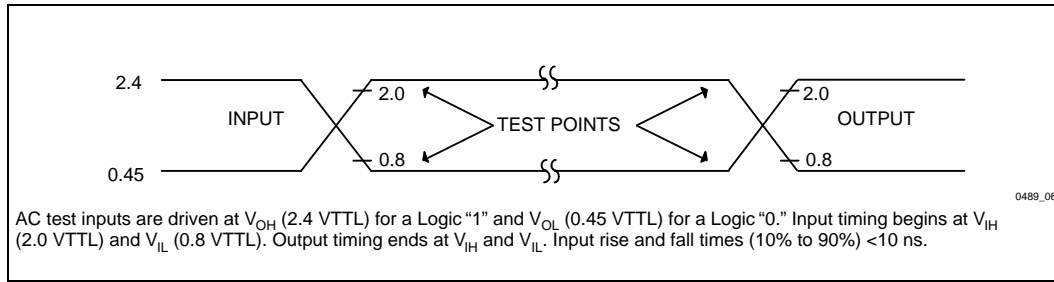 2.4
2.0
2.0
INPUT
TEST POINTS
OUTPUT
0.8
0.8
0.45
0489_06
AC test inputs are driven at VOH (2.4 VTTL) for a Logic “1” and VOL (0.45 VTTL) for a Logic “0.” Input timing begins at VIH
(2.0 VTTL) and VIL (0.8 VTTL). Output timing ends at VIH and VIL. Input rise and fall times (10% to 90%) <10 ns.